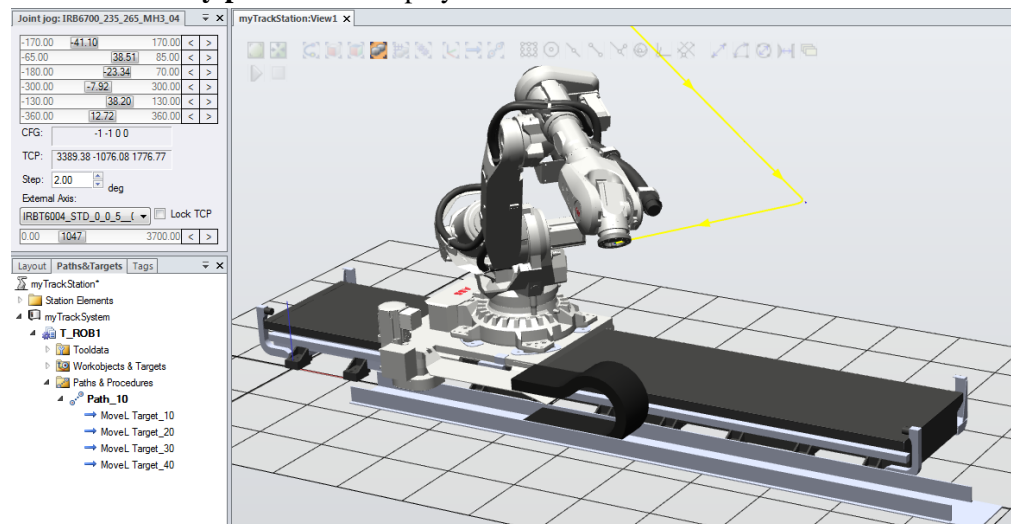 Joint jog: IRB6700_235_265_MH3_04
myTrackStation:View1
-170.00 -41.10 170.00 < >
-65.00 38.51 85.00 < >
-180.00 -23.34 70.00 < >
-300.00 -7.92 300.00 < >
-130.00 38.20 130.00 < >
-360.00 12.72 360.00 < >
CFG: -1 -1 0 0
TCP: 3389.38 -1076.08 1776.77
Step: 2.00 deg
External Axis:
IRBT6004_STD_0_0_5__( Lock TCP
0.00 1047 3700.00 < >
Layout Paths&Targets Tags
myTrackStation*
Station Elements
myTrackSystem
T_ROB1
Tooldata
Workobjects & Targets
Paths & Procedures
Path_10
MoveL Target_10
MoveL Target_20
MoveL Target_30
MoveL Target_40